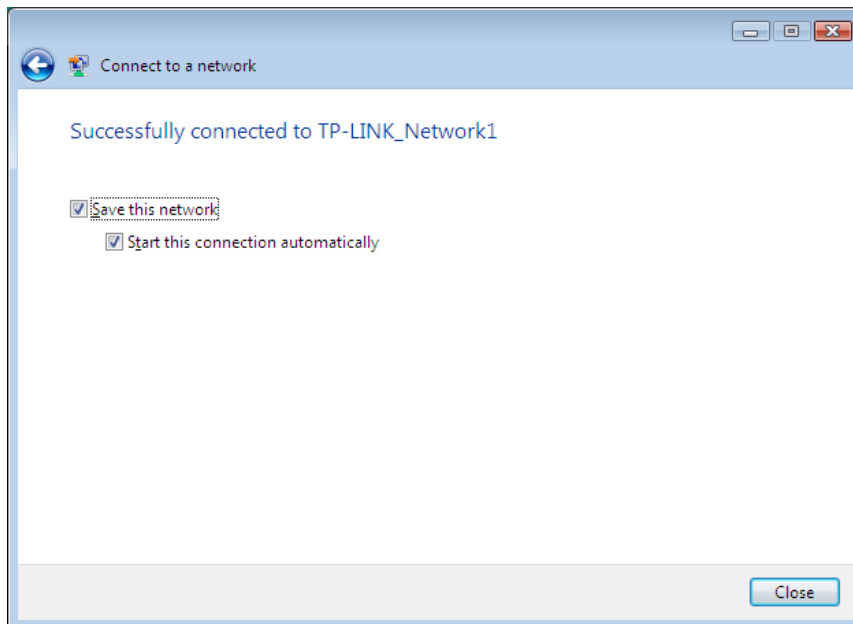 Connect to a network
Successfully connected to TP-LINK_Network1
Save this network
Start this connection automatically
Close